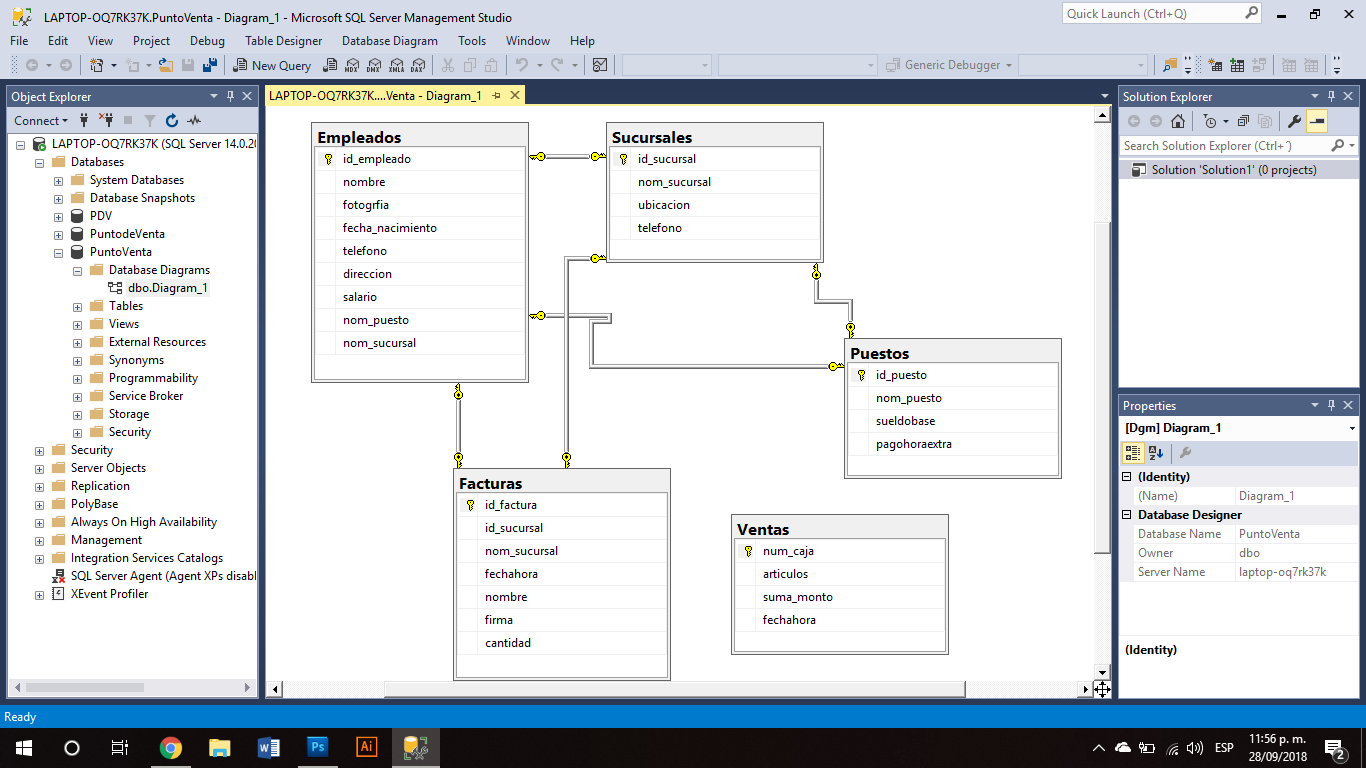 LAPTOP-OQ7RK37K.PuntoVenta - Diagram_1 - Microsoft SQL Server Management Studio
Quick Launch (Ctrl+Q)
File Edit View Project Debug Table Designer Database Diagram Tools Window Help
New Query
MDX DMX XMLA DAX
Generic Debugger
Object Explorer
Connect
LAPTOP-OQ7RK37K (SQL Server 14.0.20
Databases
System Databases
Database Snapshots
PDV
PuntodeVenta
PuntoVenta
Database Diagrams
dbo.Diagram_1
Tables
Views
External Resources
Synonyms
Programmability
Service Broker
Storage
Security
Security
Server Objects
Replication
PolyBase
Always On High Availability
Management
Integration Services Catalogs
SQL Server Agent (Agent XPs disabl
XEvent Profiler
LAPTOP-OQ7RK37K....Venta - Diagram_1
Empleados
id_empleado
nombre
fotogrfia
fecha_nacimiento
telefono
direccion
salario
nom_puesto
nom_sucursal
Sucursales
id_sucursal
nom_sucursal
ubicacion
telefono
Puestos
id_puesto
nom_puesto
sueldobase
pagohoraextra
Facturas
id_factura
id_sucursal
nom_sucursal
fechahora
nombre
firma
cantidad
Ventas
num_caja
articulos
suma_monto
fechahora
Solution Explorer
Search Solution Explorer (Ctrl+´)
Solution 'Solution1' (0 projects)
Properties
[Dgm] Diagram_1
(Identity)
(Name) Diagram_1
Database Designer
Database Name PuntoVenta
Owner dbo
Server Name laptop-oq7rk37k
(Identity)
Ready
Ps
Ai
ESP
11:56 p. m.
28/09/2018
2